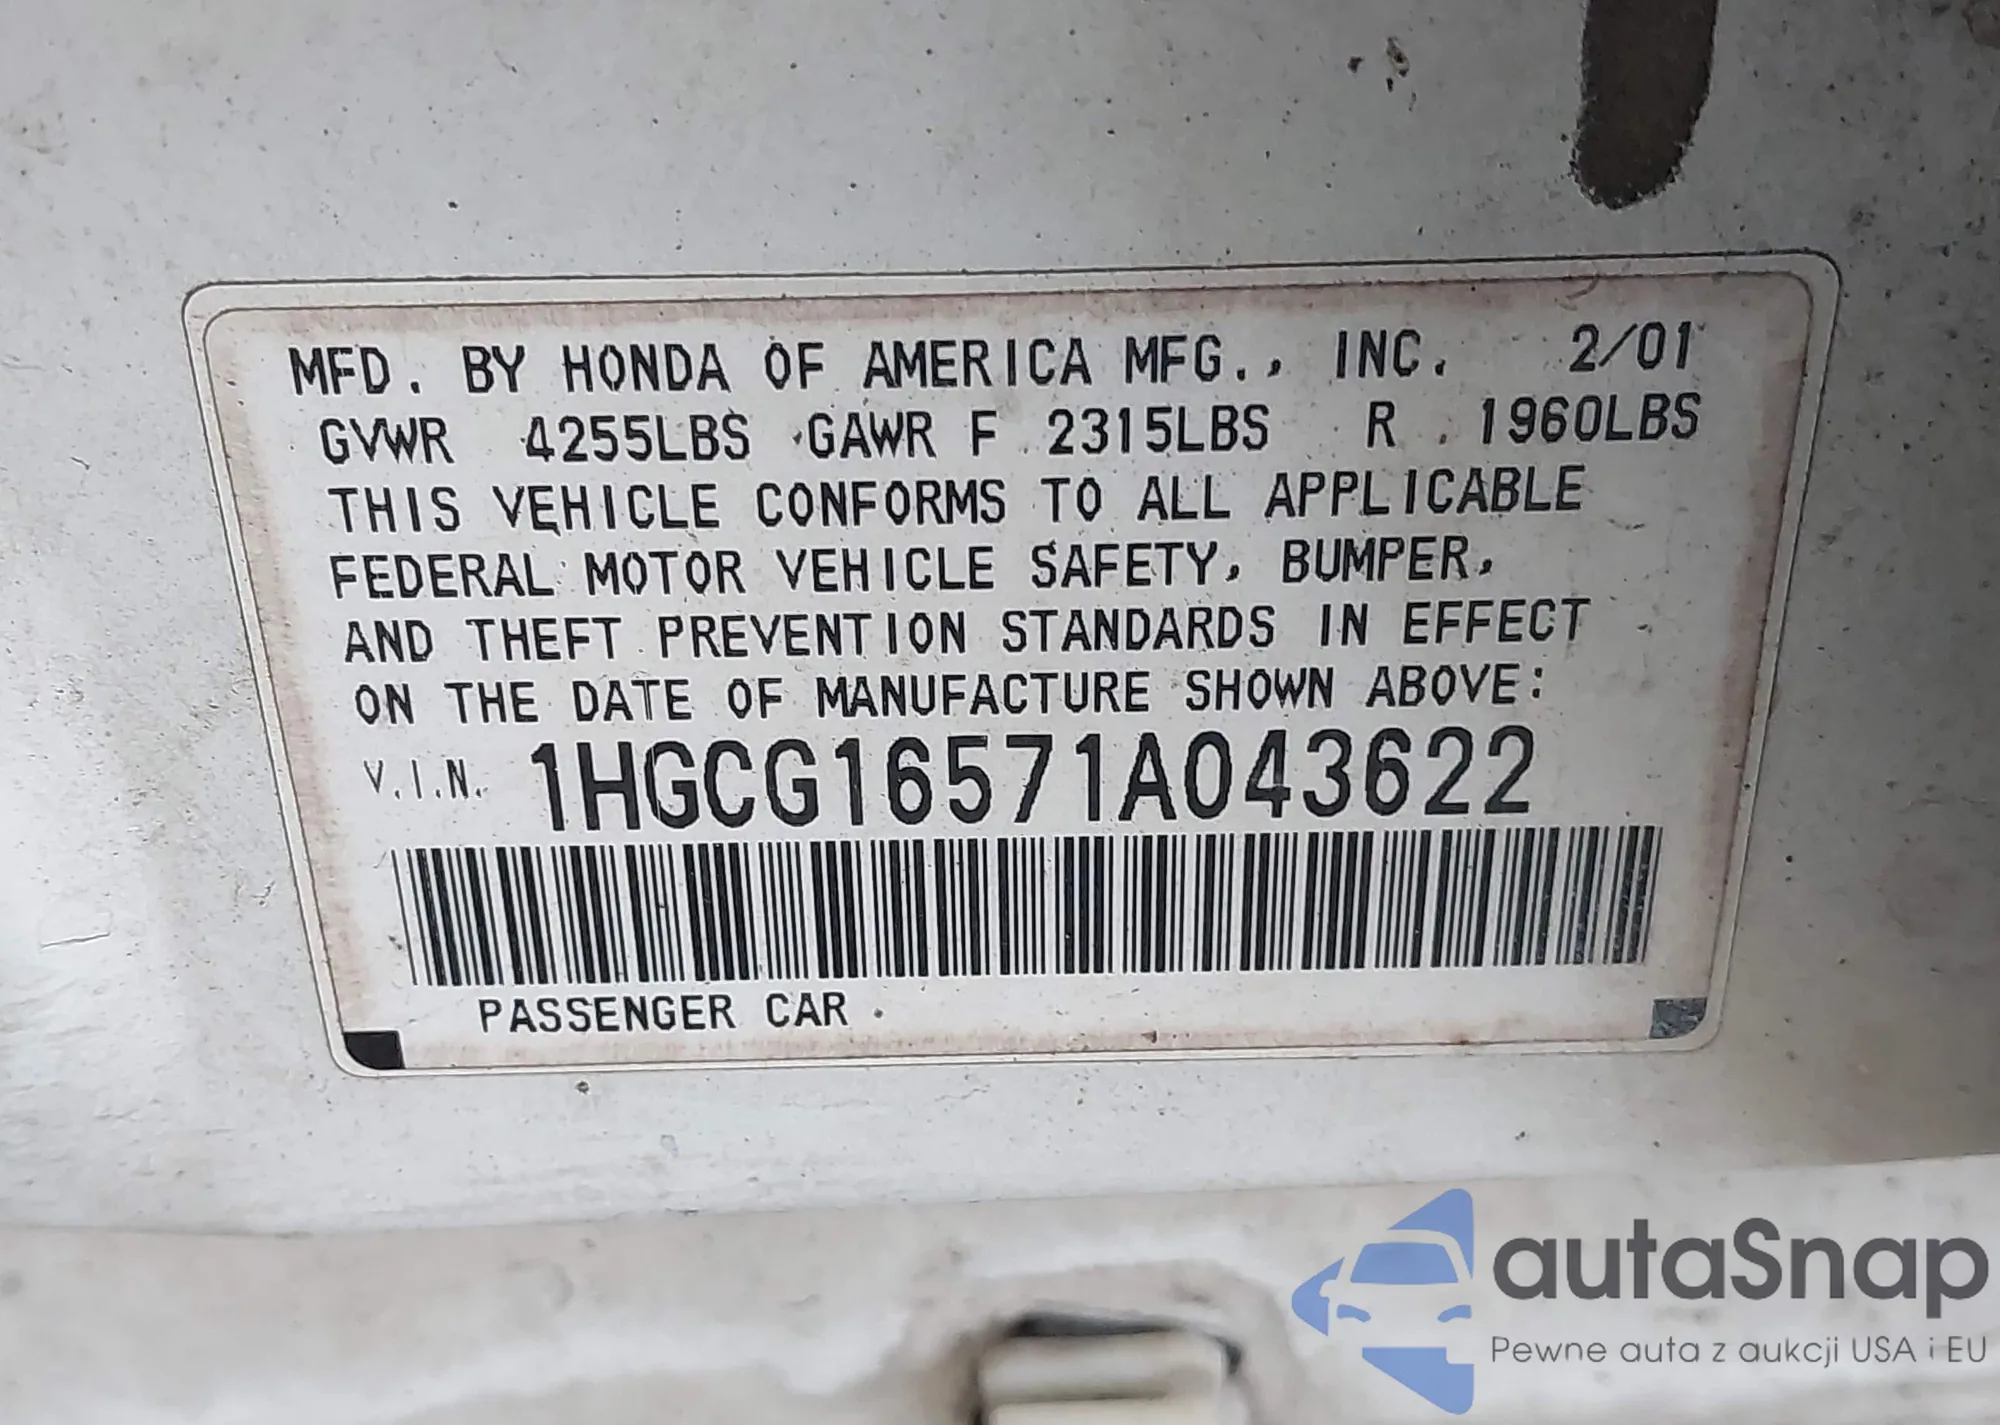 MFD. BY HONDA OF AMERICA MFG., INC. 2/01
GVWR 4255LBS GAWR F 2315LBS R 1960LBS
THIS VEHICLE CONFORMS TO ALL APPLICABLE
FEDERAL MOTOR VEHICLE SAFETY, BUMPER,
AND THEFT PREVENTION STANDARDS IN EFFECT
ON THE DATE OF MANUFACTURE SHOWN ABOVE:
V.I.N. 1HGCG16571A043622
PASSENGER CAR
autaSnap
Pewne auta z aukcji USA i EU